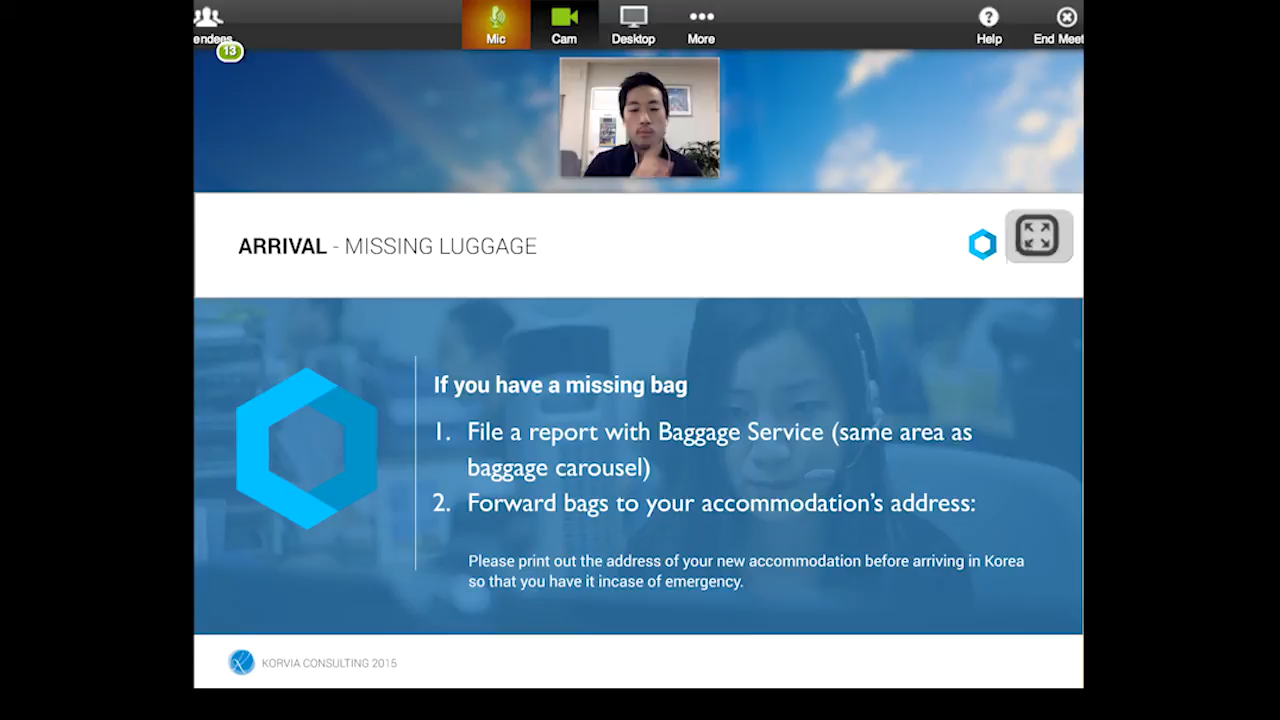 endees
13
Mic
Cam
Desktop
More
Help
End Meet
ARRIVAL - MISSING LUGGAGE
If you have a missing bag
1. File a report with Baggage Service (same area as
baggage carousel)
2. Forward bags to your accommodation's address:
Please print out the address of your new accommodation before arriving in Korea
so that you have it incase of emergency.
KORVIA CONSULTING 2015